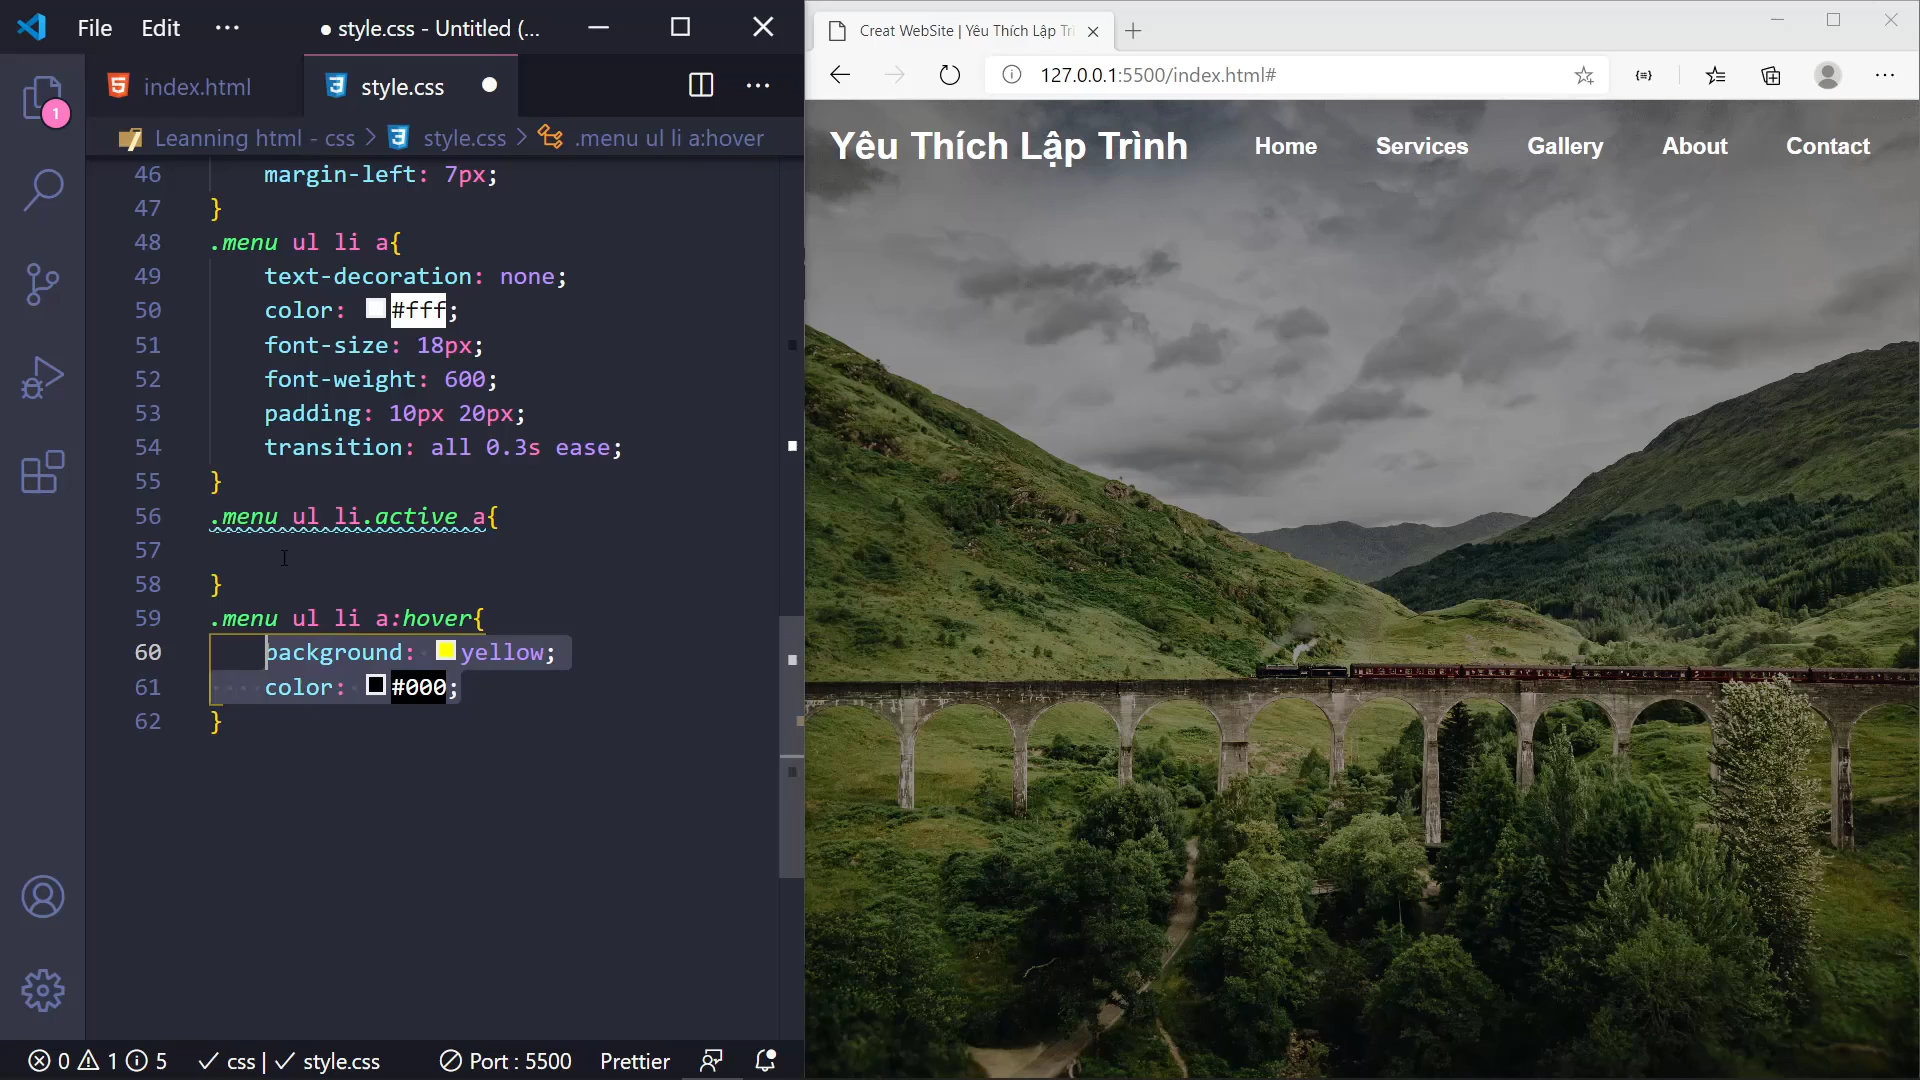 File Edit ···
● style.css - Untitled (...
index.html
style.css ●
Leanning html - css > style.css > .menu ul li a:hover
46 margin-left: 7px;
47 }
48 .menu ul li a{
49 text-decoration: none;
50 color: #fff;
51 font-size: 18px;
52 font-weight: 600;
53 padding: 10px 20px;
54 transition: all 0.3s ease;
55 }
56 .menu ul li.active a{
57
58 }
59 .menu ul li a:hover{
60 background: yellow;
61 color: #000;
62 }
1
0 1 5 css | style.css Port : 5500 Prettier
Creat WebSite | Yêu Thích Lập Trì
127.0.0.1:5500/index.html#
Yêu Thích Lập Trình Home Services Gallery About Contact